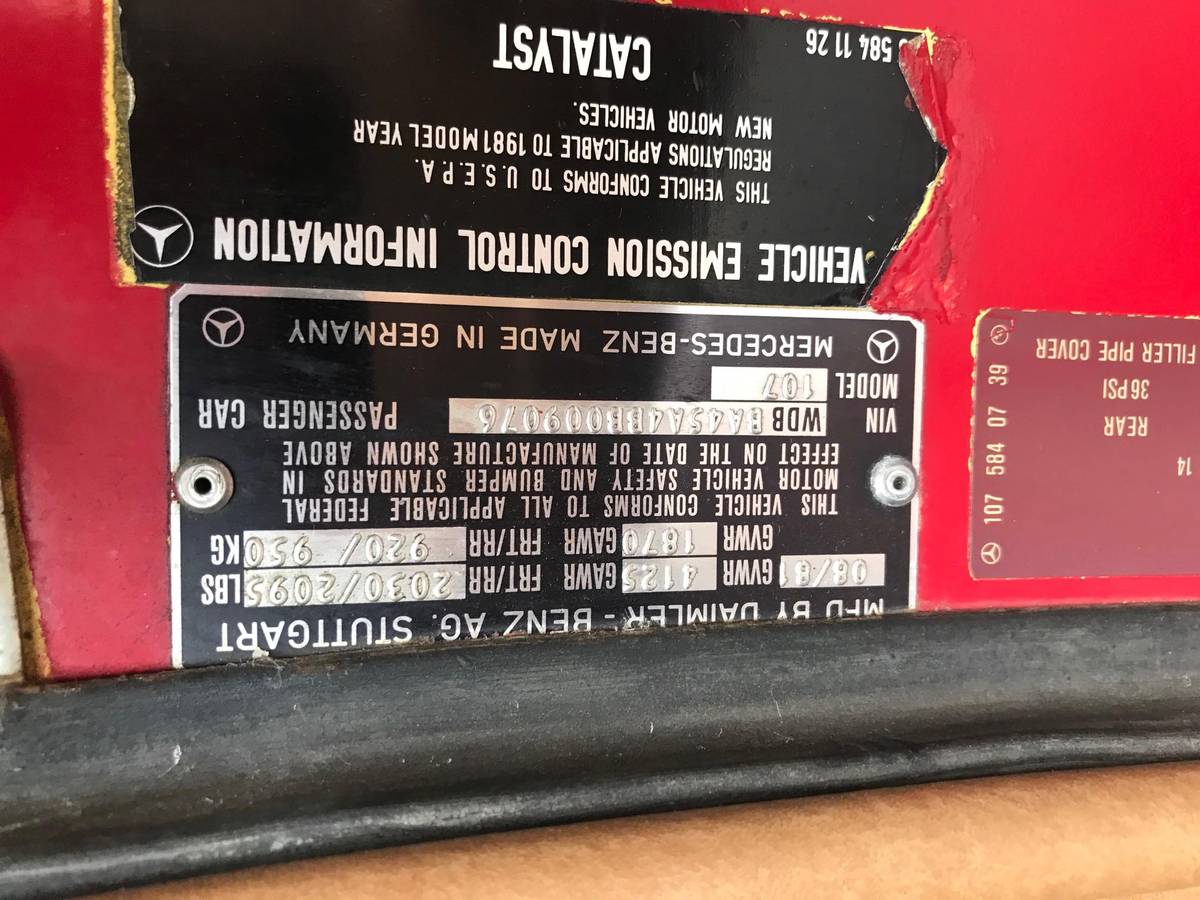 MFD BY DAIMLER - BENZ AG. STUTTGART
08/81 GVWR 4125 GAWR FRT/RR 2030/2095 LBS
GVWR 1870 GAWR FRT/RR 920/ 950 KG
THIS VEHICLE CONFORMS TO ALL APPLICABLE FEDERAL
MOTOR VEHICLE SAFETY AND BUMPER STANDARDS IN
EFFECT ON THE DATE OF MANUFACTURE SHOWN ABOVE
VIN WDB BA45A4BB009076 PASSENGER CAR
MODEL 107
MERCEDES-BENZ MADE IN GERMANY
VEHICLE EMISSION CONTROL INFORMATION
THIS VEHICLE CONFORMS TO U.S.E.P.A.
REGULATIONS APPLICABLE TO 1981 MODEL YEAR
NEW MOTOR VEHICLES.
CATALYST
584 11 26
14
REAR
36 PSI
FILLER PIPE COVER
107 584 07 39